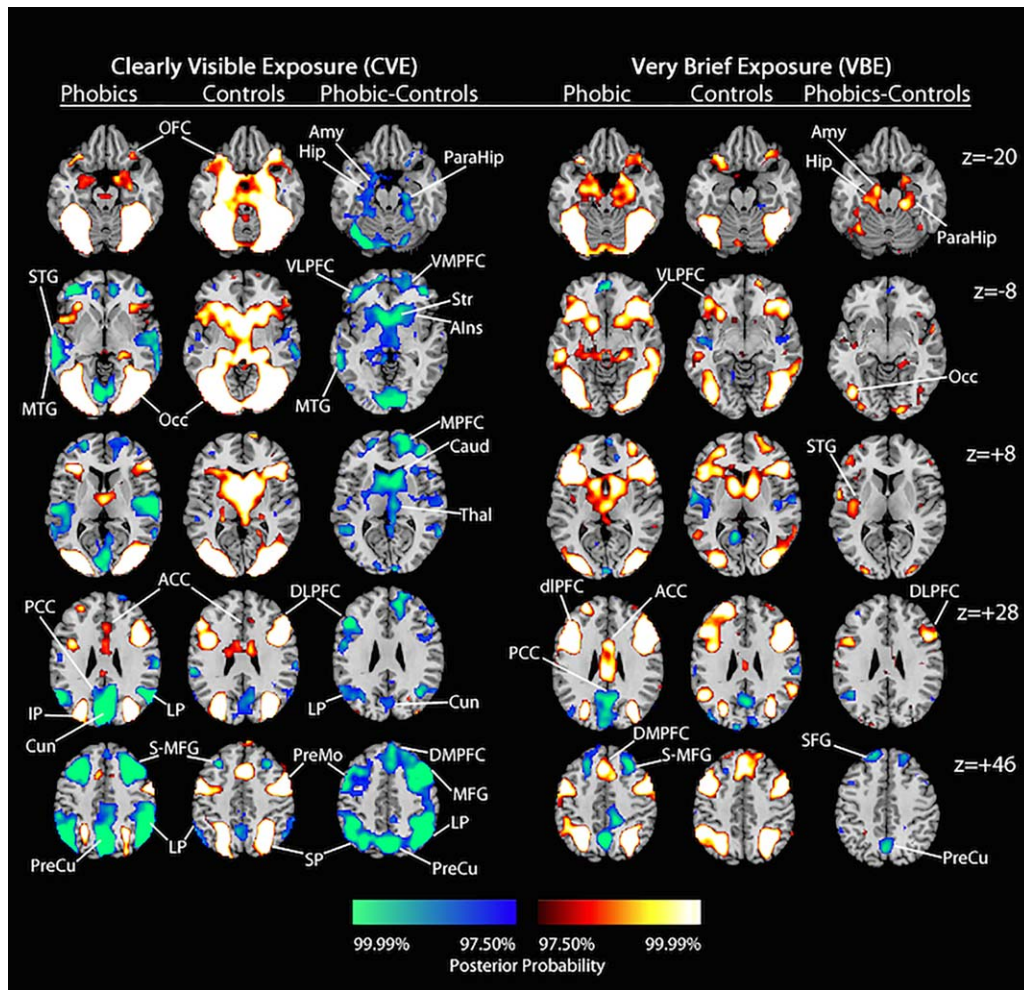 Clearly Visible Exposure (CVE)
Very Brief Exposure (VBE)
Phobics Controls Phobic-Controls
Phobic Controls Phobics-Controls
OFC Amy Hip ParaHip
Amy Hip ParaHip z=-20
STG MTG Occ VLPFC VMPFC Str AIns MTG
VLPFC Occ z=-8
MPFC Caud Thal
STG z=+8
PCC ACC IP Cun LP DLPFC LP Cun
dlPFC ACC PCC DLPFC z=+28
S-MFG PreMo DMPFC MFG LP PreCu LP SP PreCu
DMPFC S-MFG SFG PreCu z=+46
99.99% 97.50% 97.50% 99.99%
Posterior Probability